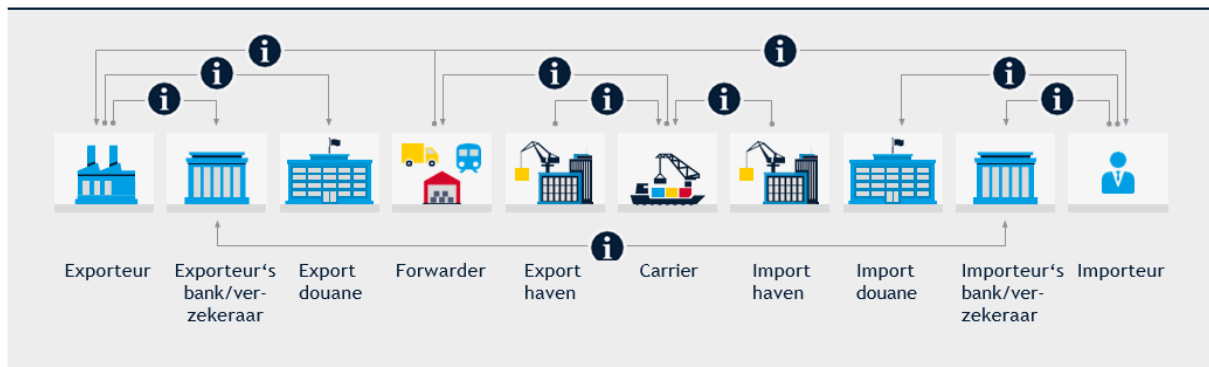 Exporteur
Exporteur‘s
bank/ver-
zekeraar
Export
douane
Forwarder
Export
haven
Carrier
Import
haven
Import
douane
Importeur‘s
bank/ver-
zekeraar
Importeur